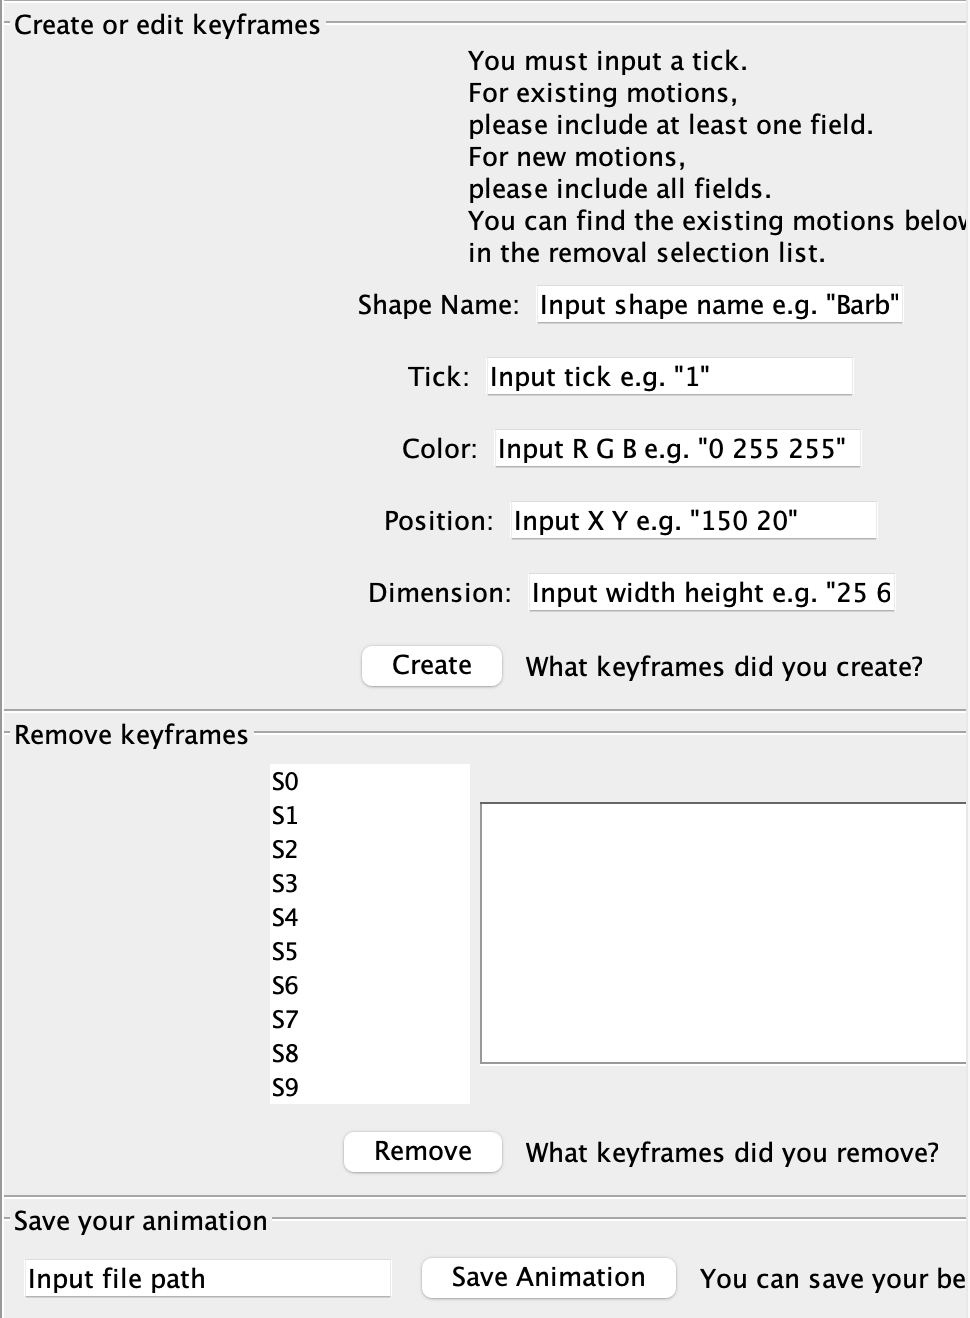 Create or edit keyframes
You must input a tick.
For existing motions,
please include at least one field.
For new motions,
please include all fields.
You can find the existing motions below
in the removal selection list.
Shape Name: Input shape name e.g. "Barb"
Tick: Input tick e.g. "1"
Color: Input R G B e.g. "0 255 255"
Position: Input X Y e.g. "150 20"
Dimension: Input width height e.g. "25 6
Create What keyframes did you create?
Remove keyframes
S0
S1
S2
S3
S4
S5
S6
S7
S8
S9
Remove What keyframes did you remove?
Save your animation
Input file path Save Animation You can save your be